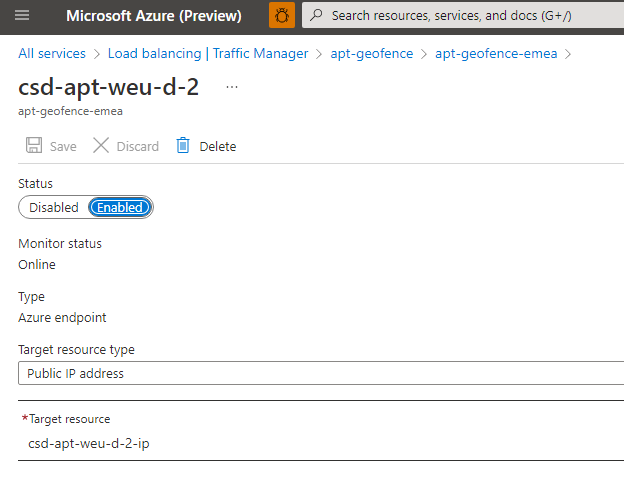 Microsoft Azure (Preview)
Search resources, services, and docs (G+/)
All services > Load balancing | Traffic Manager > apt-geofence > apt-geofence-emea >
csd-apt-weu-d-2 ...
apt-geofence-emea
Save Discard Delete
Status
Disabled Enabled
Monitor status
Online
Type
Azure endpoint
Target resource type
Public IP address
*Target resource
csd-apt-weu-d-2-ip